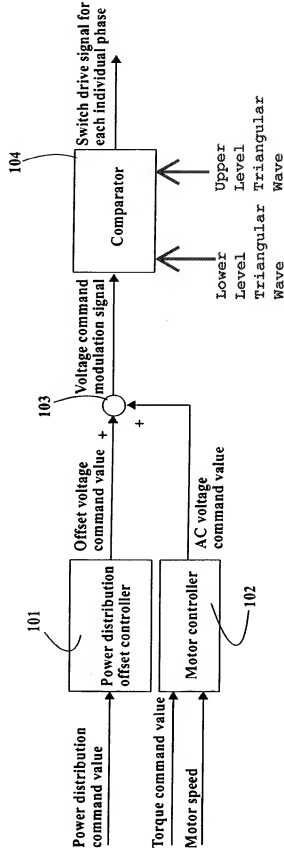 Power distribution
command value
101
Power distribution
offset controller
Offset voltage
command value
+
+
103
Voltage command
modulation signal
104
Comparator
Switch drive signal for
each individual phase
Torque command value
Motor speed
Motor controller
102
AC voltage
command value
Lower
Level
Triangular
Wave
Upper
Level
Triangular
Wave